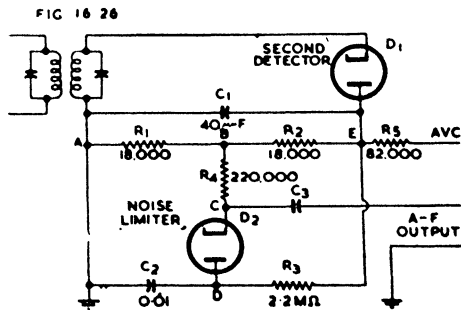 FIG 16 26
SECOND
DETECTOR
D1
C1
40μμF
A
R1
18,000
B
R2
18,000
E
R5
82,000
AVC
R4
220,000
C
C3
NOISE
LIMITER
D2
A-F
OUTPUT
C2
0·01
D
R3
2·2MΩ